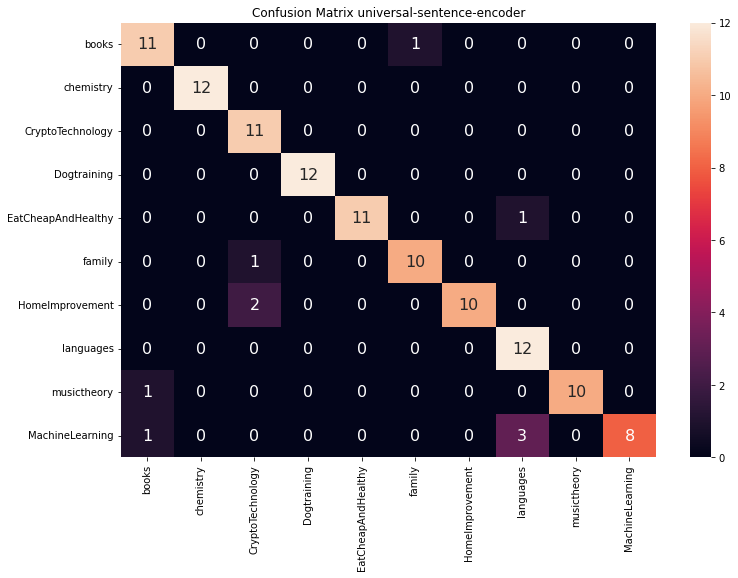 Confusion Matrix universal-sentence-encoder
books 11 0 0 0 0 1 0 0 0 0
chemistry 0 12 0 0 0 0 0 0 0 0
CryptoTechnology 0 0 11 0 0 0 0 0 0 0
Dogtraining 0 0 0 12 0 0 0 0 0 0
EatCheapAndHealthy 0 0 0 0 11 0 0 1 0 0
family 0 0 1 0 0 10 0 0 0 0
HomeImprovement 0 0 2 0 0 0 10 0 0 0
languages 0 0 0 0 0 0 0 12 0 0
musictheory 1 0 0 0 0 0 0 0 10 0
MachineLearning 1 0 0 0 0 0 0 3 0 8
books
chemistry
CryptoTechnology
Dogtraining
EatCheapAndHealthy
family
HomeImprovement
languages
musictheory
MachineLearning
12
10
8
6
4
2
0